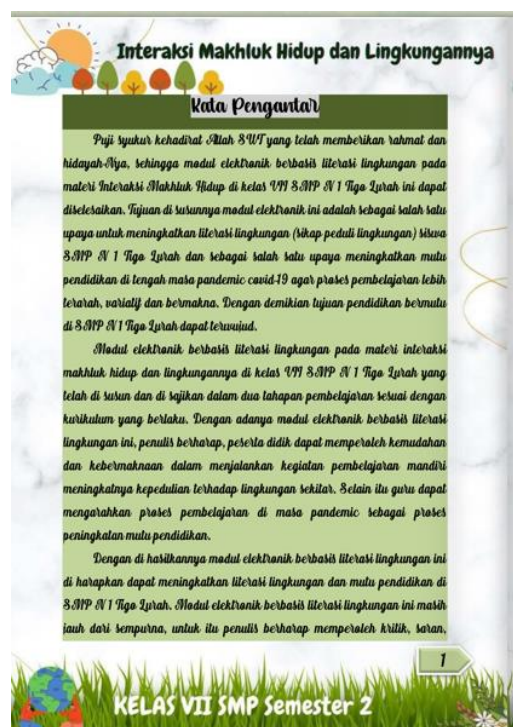 Interaksi Makhluk Hidup dan Lingkungannya
Kata Pengantar
Puji syukur kehadirat Allah SWT yang telah memberikan rahmat dan
hidayah-Nya, sehingga modul elektronik berbasis literasi lingkungan pada
materi Interaksi Makhluk Hidup di kelas VII SMP N 1 Tigo Lurah ini dapat
diselesaikan. Tujuan di susunnya modul elektronik ini adalah sebagai salah satu
upaya untuk meningkatkan literasi lingkungan (sikap peduli lingkungan) siswa
SMP N 1 Tigo Lurah dan sebagai salah satu upaya meningkatkan mutu
pendidikan di tengah masa pandemic covid-19 agar proses pembelajaran lebih
terarah, variatif dan bermakna. Dengan demikian tujuan pendidikan bermutu
di SMP N 1 Tigo Lurah dapat terwujud.
Modul elektronik berbasis literasi lingkungan pada materi interaksi
makhluk hidup dan lingkungannya di kelas VII SMP N 1 Tigo Lurah yang
telah di susun dan di sajikan dalam dua tahapan pembelajaran sesuai dengan
kurikulum yang berlaku. Dengan adanya modul elektronik berbasis literasi
lingkungan ini, penulis berharap, peserta didik dapat memperoleh kemudahan
dan kebermaknaan dalam menjalankan kegiatan pembelajaran mandiri
meningkatnya kepedulian terhadap lingkungan sekitar. Selain itu guru dapat
mengarahkan proses pembelajaran di masa pandemic sebagai proses
peningkatan mutu pendidikan.
Dengan di hasilkannya modul elektronik berbasis literasi lingkungan ini
di harapkan dapat meningkatkan literasi lingkungan dan mutu pendidikan di
SMP N 1 Tigo Lurah. Modul elektronik berbasis literasi lingkungan ini masih
jauh dari sempurna, untuk itu penulis berharap memperoleh kritik, saran,
1
KELAS VII SMP Semester 2